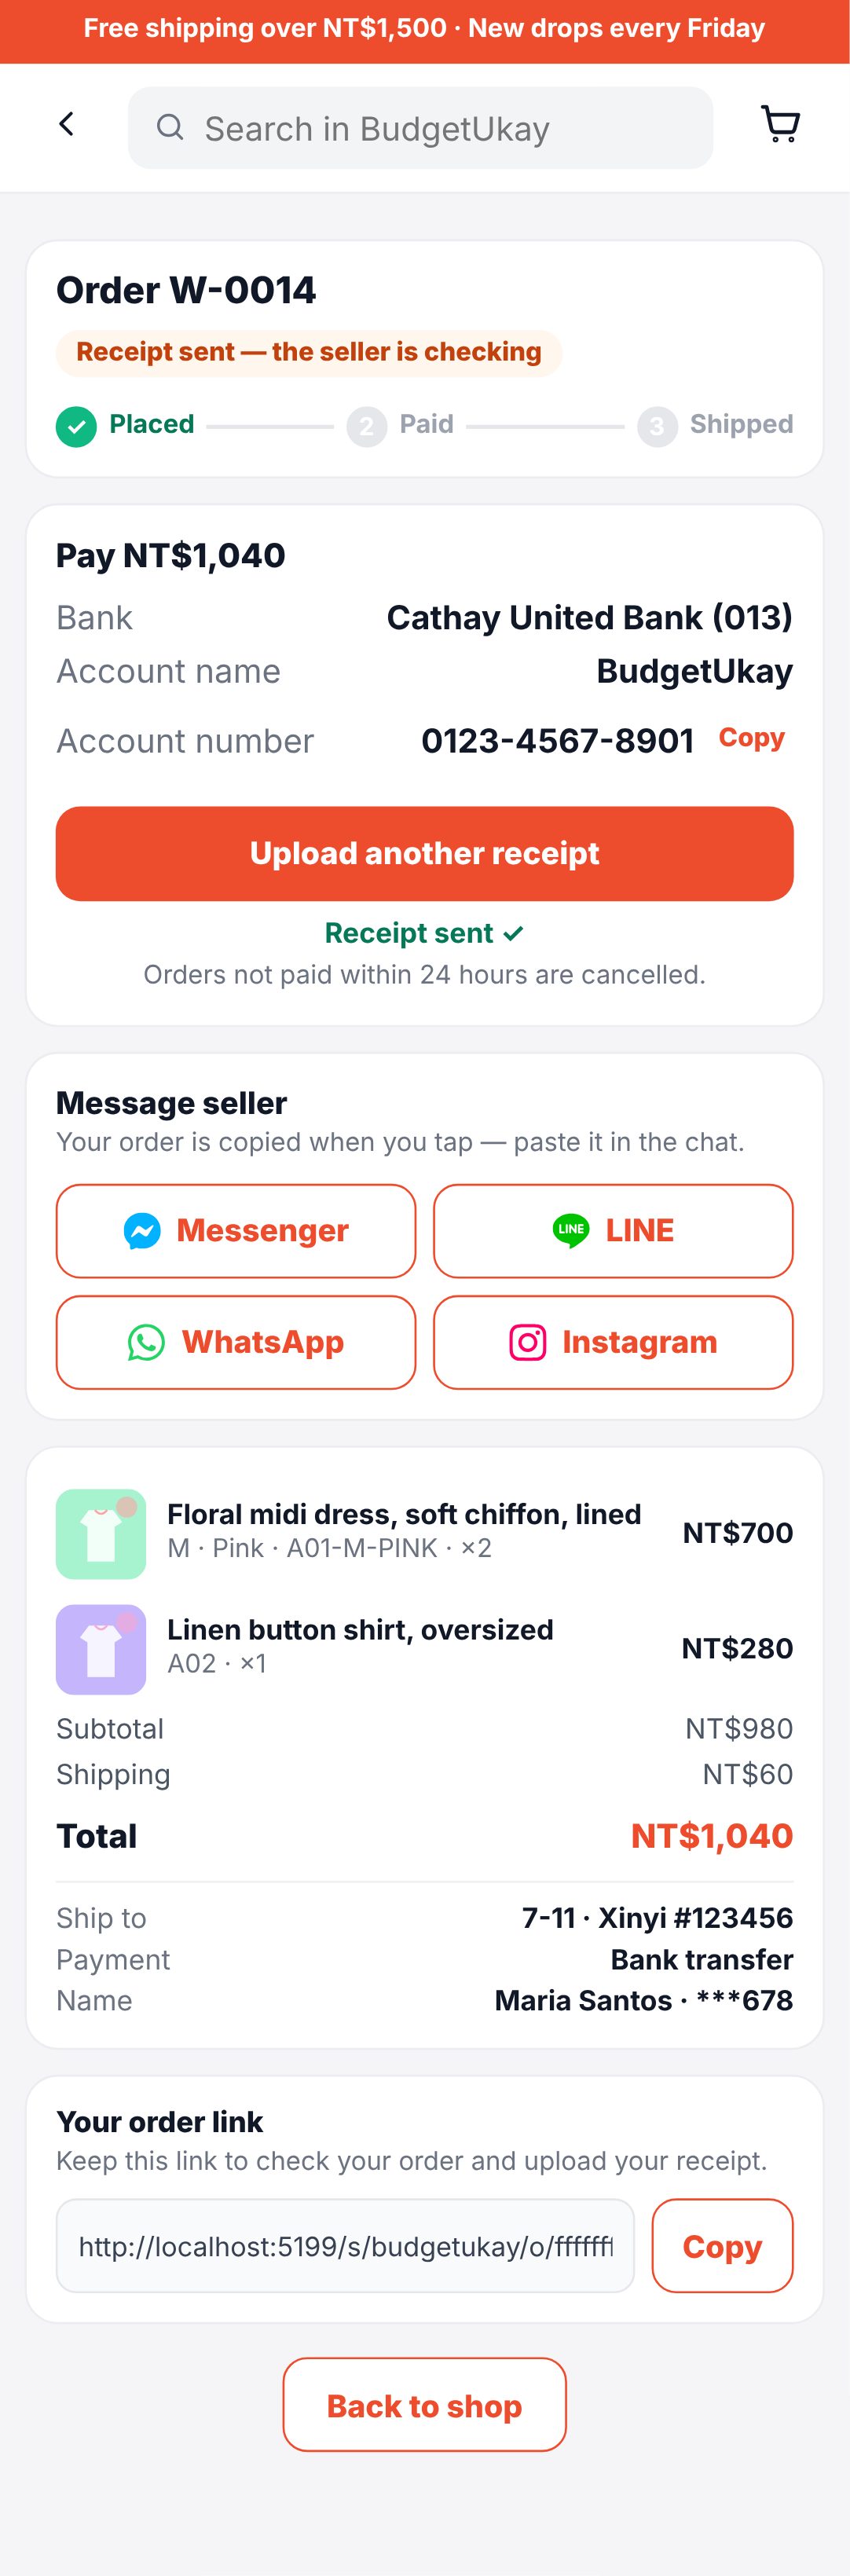 Free shipping over NT$1,500 · New drops every Friday
Search in BudgetUkay
Order W-0014
Receipt sent — the seller is checking
Placed 2 Paid 3 Shipped
Pay NT$1,040
Bank Cathay United Bank (013)
Account name BudgetUkay
Account number 0123-4567-8901 Copy
Upload another receipt
Receipt sent ✓
Orders not paid within 24 hours are cancelled.
Message seller
Your order is copied when you tap — paste it in the chat.
Messenger
LINE LINE
WhatsApp
Instagram
Floral midi dress, soft chiffon, lined
M · Pink · A01-M-PINK · ×2
NT$700
Linen button shirt, oversized
A02 · ×1
NT$280
Subtotal NT$980
Shipping NT$60
Total NT$1,040
Ship to 7-11 · Xinyi #123456
Payment Bank transfer
Name Maria Santos · ***678
Your order link
Keep this link to check your order and upload your receipt.
http://localhost:5199/s/budgetukay/o/fffffff
Copy
Back to shop